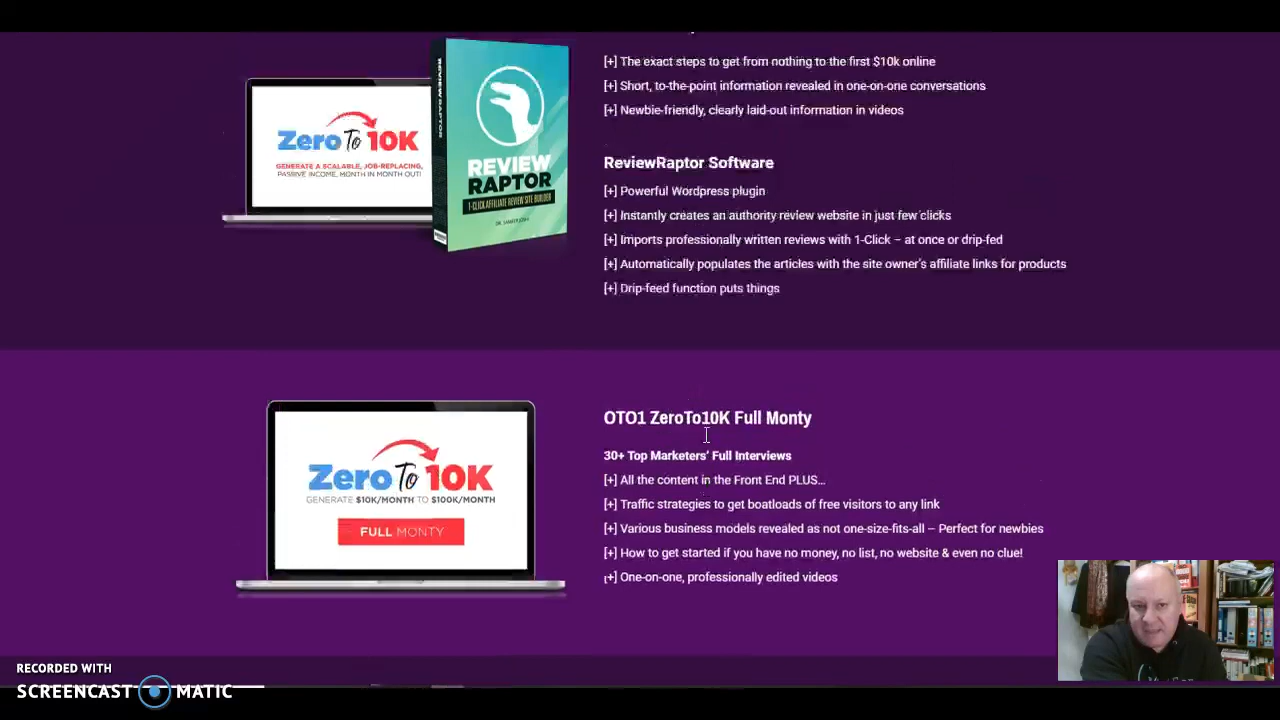 [+] The exact steps to get from nothing to the first $10k online
[+] Short, to-the-point information revealed in one-on-one conversations
[+] Newbie-friendly, clearly laid-out information in videos
Zero To 10K
GENERATE A SCALABLE, JOB-REPLACING,
PASSIVE INCOME, MONTH IN MONTH OUT!
REVIEWRAPTOR
REVIEW
RAPTOR
1-CLICK AFFILIATE REVIEW SITE BUILDER
ReviewRaptor Software
[+] Powerful Wordpress plugin
[+] Instantly creates an authority review website in just few clicks
[+] Imports professionally written reviews with 1-Click – at once or drip-fed
[+] Automatically populates the articles with the site owner's affiliate links for products
[+] Drip-feed function puts things
Zero To 10K
GENERATE $10K/MONTH TO $100K/MONTH
FULL MONTY
OTO1 ZeroTo10K Full Monty
30+ Top Marketers' Full Interviews
[+] All the content in the Front End PLUS...
[+] Traffic strategies to get boatloads of free visitors to any link
[+] Various business models revealed as not one-size-fits-all – Perfect for newbies
[+] How to get started if you have no money, no list, no website & even no clue!
[+] One-on-one, professionally edited videos
RECORDED WITH
SCREENCAST MATIC